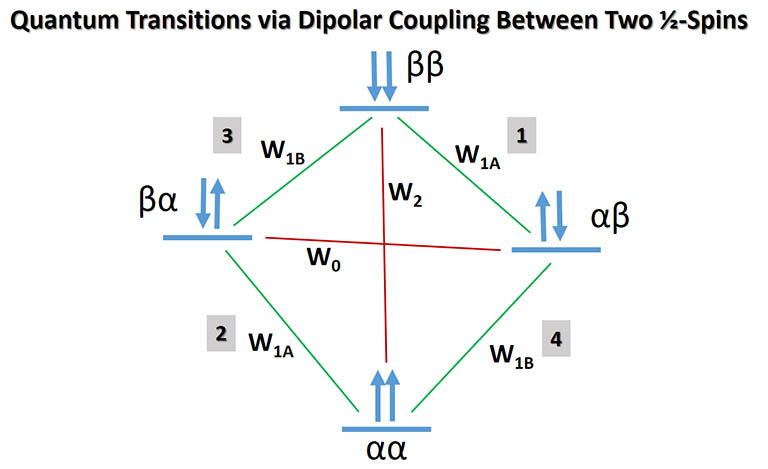 Quantum Transitions via Dipolar Coupling Between Two ½-Spins
ββ
3
1
W1B
W1A
βα
W2
αβ
W0
2
W1A
4
W1B
αα